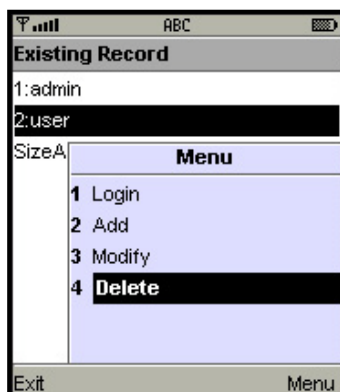 ABC
Existing Record
1:admin
2:user
SizeA
Menu
1 Login
2 Add
3 Modify
4 Delete
Exit Menu